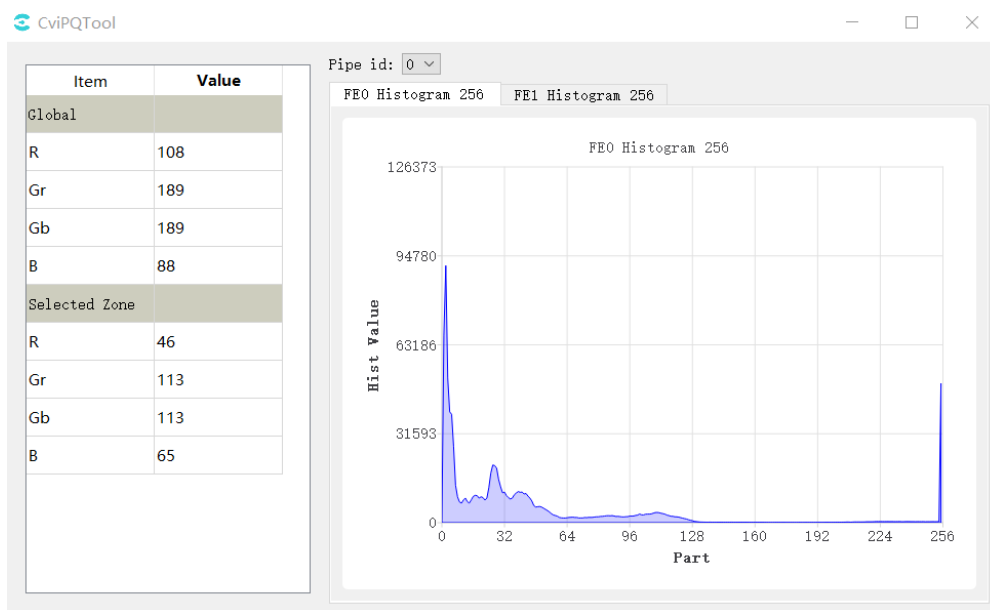 CviPQTool
Item Value
Global
R 108
Gr 189
Gb 189
B 88
Selected Zone
R 46
Gr 113
Gb 113
B 65
Pipe id: 0
FE0 Histogram 256 FE1 Histogram 256
FE0 Histogram 256
126373
94780
63186
31593
0
Hist Value
0 32 64 96 128 160 192 224 256
Part